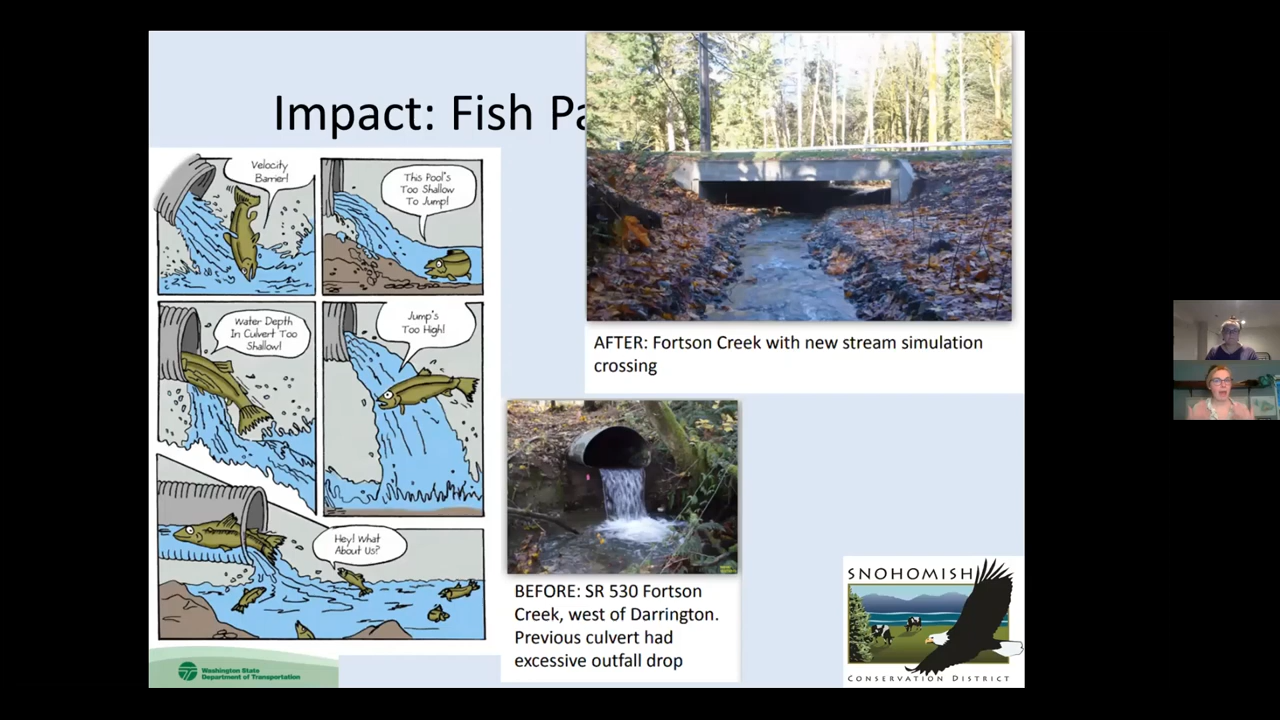 Impact: Fish Pa
Velocity
Barrier!
This Pool's
Too Shallow
To Jump!
Water Depth
In Culvert Too
Shallow!
Jump's
Too High!
Hey! What
About Us?
Washington State
Department of Transportation
AFTER: Fortson Creek with new stream simulation
crossing
BEFORE: SR 530 Fortson
Creek, west of Darrington.
Previous culvert had
excessive outfall drop
SNOHOMISH
CONSERVATION DISTRICT